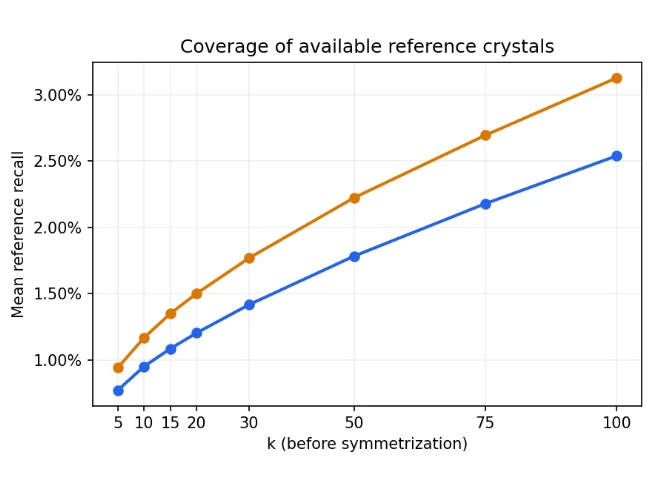 Coverage of available reference crystals
Mean reference recall
3.00%
2.50%
2.00%
1.50%
1.00%
5 10 15 20 30 50 75 100
k (before symmetrization)